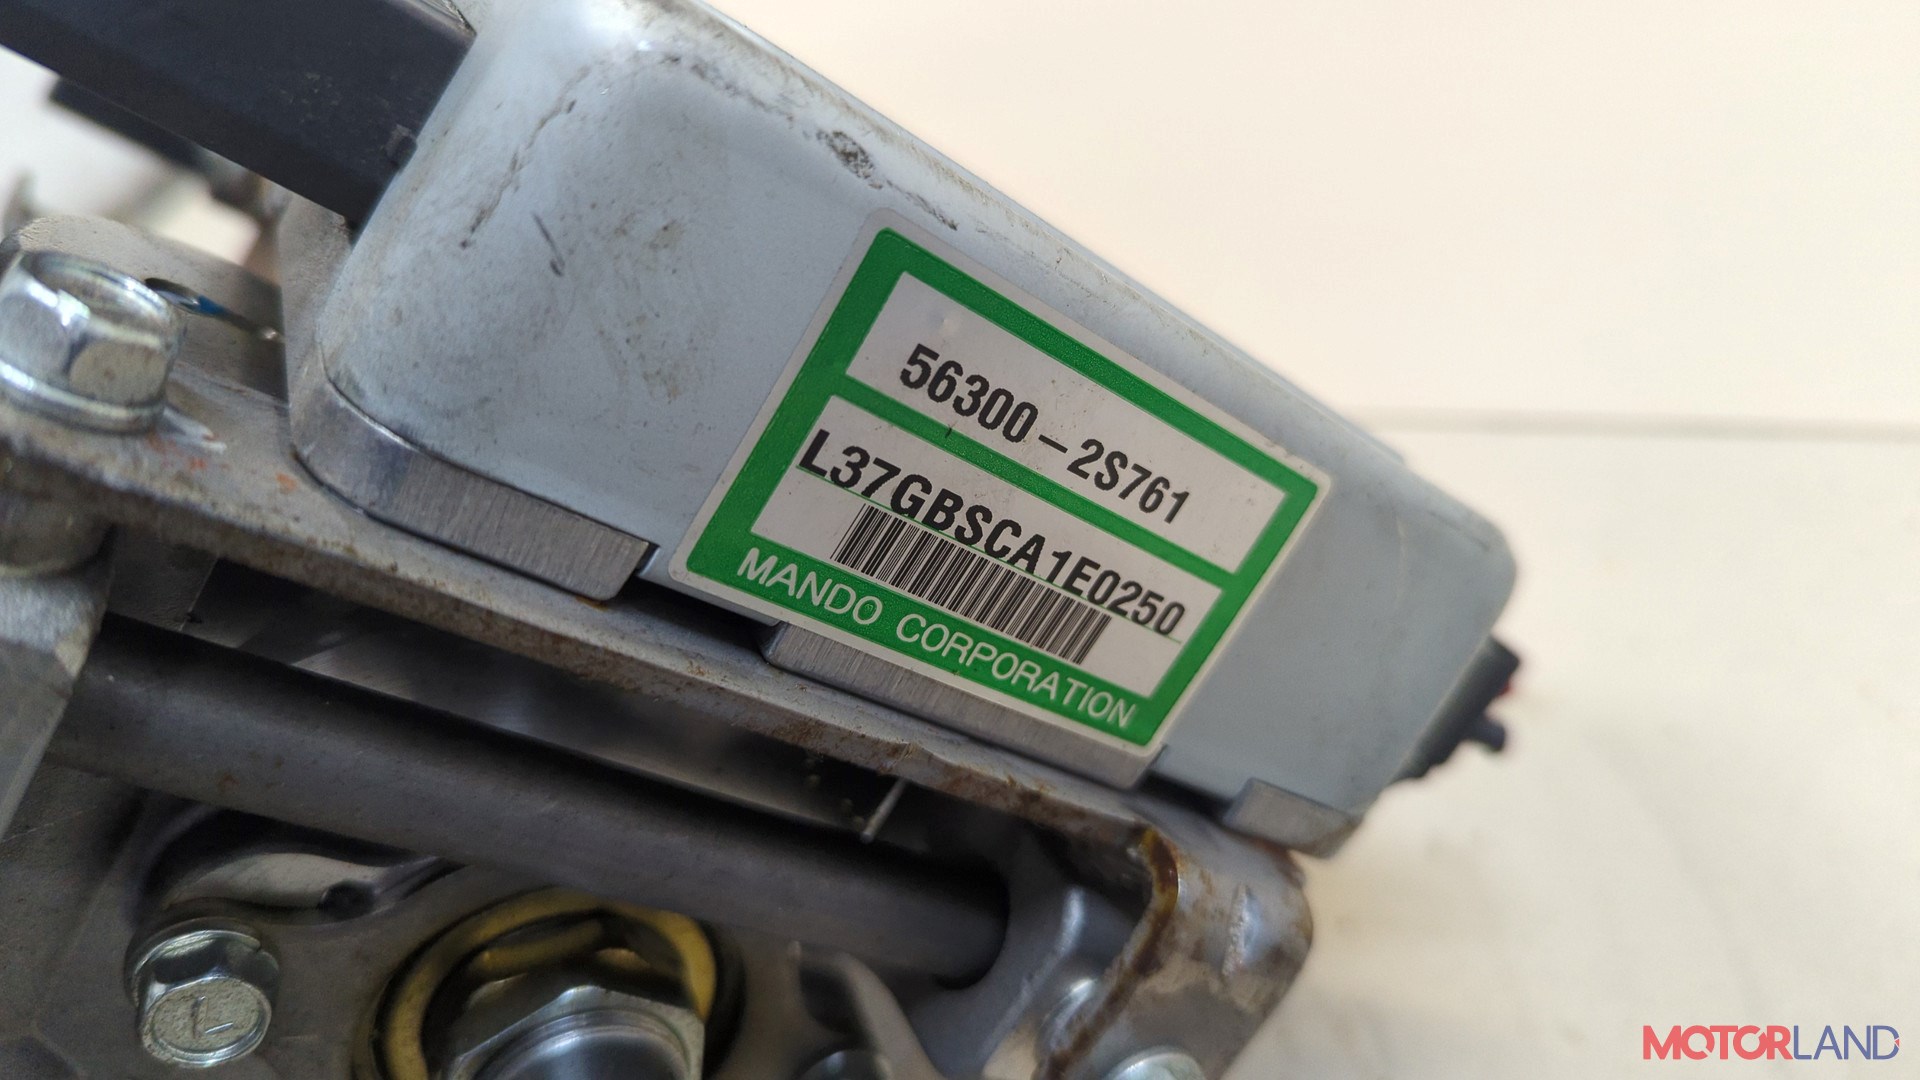 56300-2S761
L37GBSCA1E0250
MANDO CORPORATION
MOTORLAND